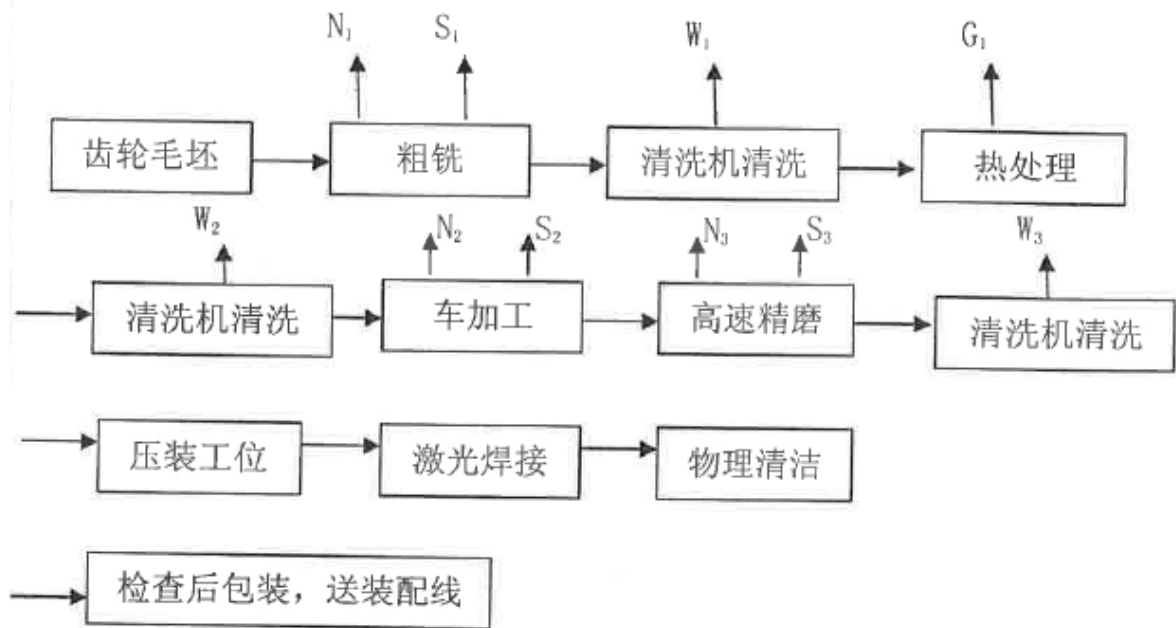 N₁ S₁ W₁ G₁
齿轮毛坯 粗铣 清洗机清洗 热处理
W₂ N₂ S₂ N₃ S₃ W₃
清洗机清洗 车加工 高速精磨 清洗机清洗
压装工位 激光焊接 物理清洁
检查后包装，送装配线